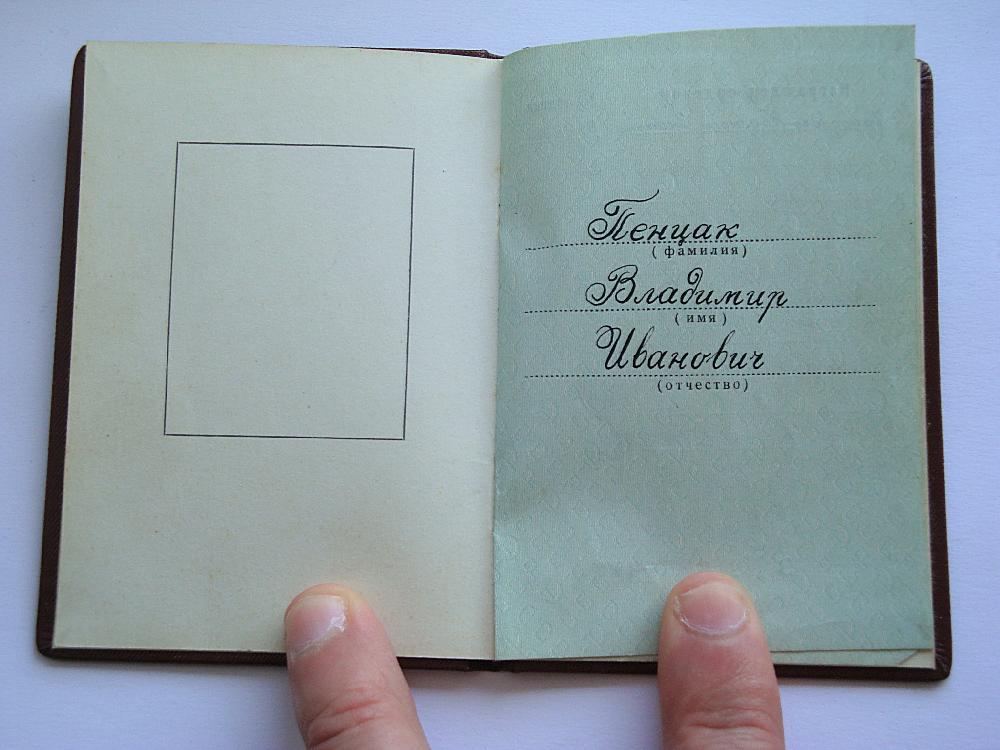 Пенцак
(фамилия)
Владимир
(имя)
Иванович
(отчество)